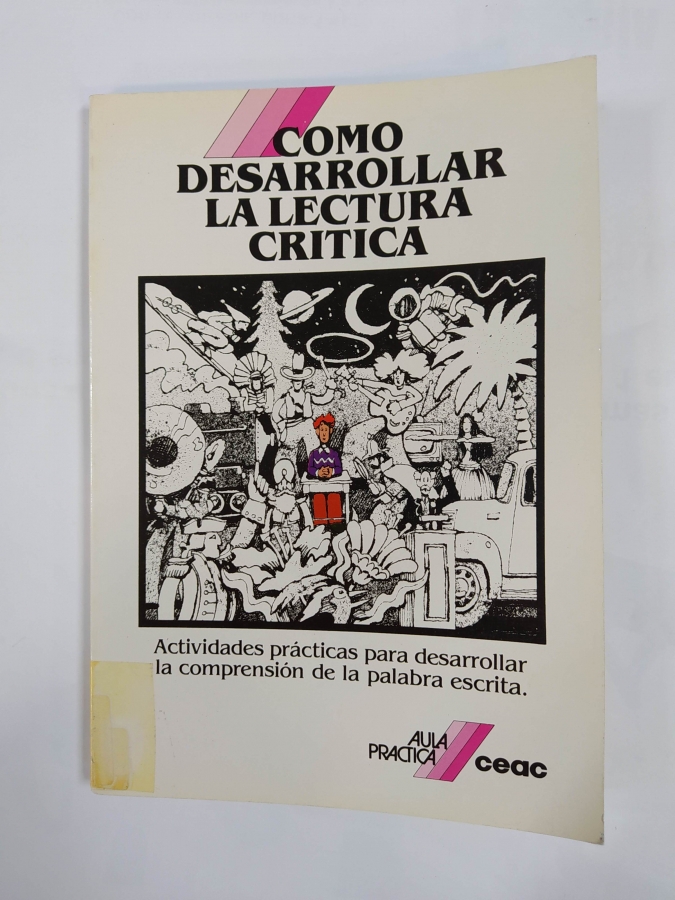 COMO
DESARROLLAR
LA LECTURA
CRITICA
Actividades prácticas para desarrollar
la comprensión de la palabra escrita.
AULA
PRACTICA
ceac